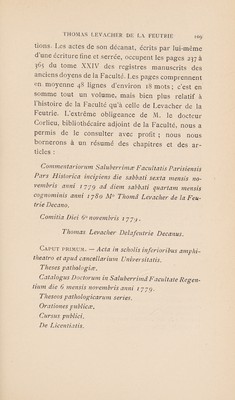 THOMAS LEVACHER DE LA FEUTRIE 109
tions. Les actes de son décanat, écrits par lui-même
d'une écriture fine et serrée, occupent les pages 237 à
365 du tome XXIV des registres manuscrits des
anciens doyens de la Faculté. Les pages comprennent
en moyenne 48 lignes d'environ 18 mots; c'est en
somme tout un volume, mais bien plus relatif à
l'histoire de la Faculté qu'à celle de Levacher de la
Feutrie. L'extrême obligeance de M. le docteur
Corlieu, bibliothécaire adjoint de la Faculté, nous a
permis de le consulter avec profit; nous nous
bornerons à un résumé des chapitres et des ar-
ticles:
Commentariorum Saluberrimæ Facultatis Parisiensis
Pars Historica incipiens die sabbati sexta mensis no-
vembris anni 1779 ad diem sabbati quartam mensis
cognominis anni 1780 Mº Thomd Levacher de la Feu-
trie Decano.
Comitia Diei 6ª novembris 1779.
Thomas Levacher Delafeutrie Decanus.
CAPUT PRIMUM. — Acta in scholis inferioribus amphi-
theatro et apud cancellarium Universitatis.
Theses pathologiæ.
Catalogus Doctorum in Saluberrimâ Facultate Regen-
tium die 6 mensis novembris anni 1779.
Theseos pathologicarum series.
Orationes publicæ.
Cursus publici.
De Licentiatis.